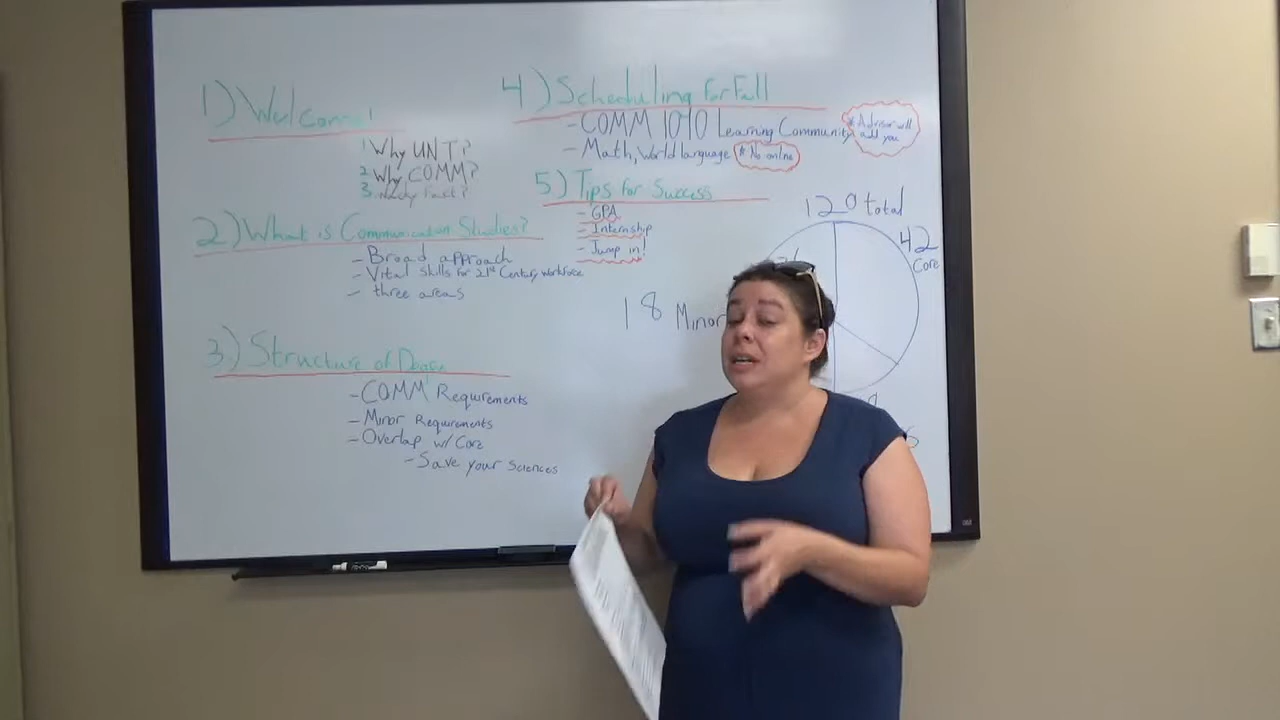 1) Welcome!
1 Why UNT?
2 Why COMM?
3. Nerdy Fact?
2) What is Communication Studies?
- Broad approach
- Vital skills for 21st Century workforce
- three areas
3) Structure of Degree
- COMM Requirements
- Minor Requirements
- Overlap w/ Core
- Save your Sciences
4) Scheduling for Fall
- COMM 1010 Learning Community
* Advisor will add you
- Math, World language
* No online
5) Tips for Success
- GPA
- Internship
- Jump in!
120 total
42 Core
18 Minor